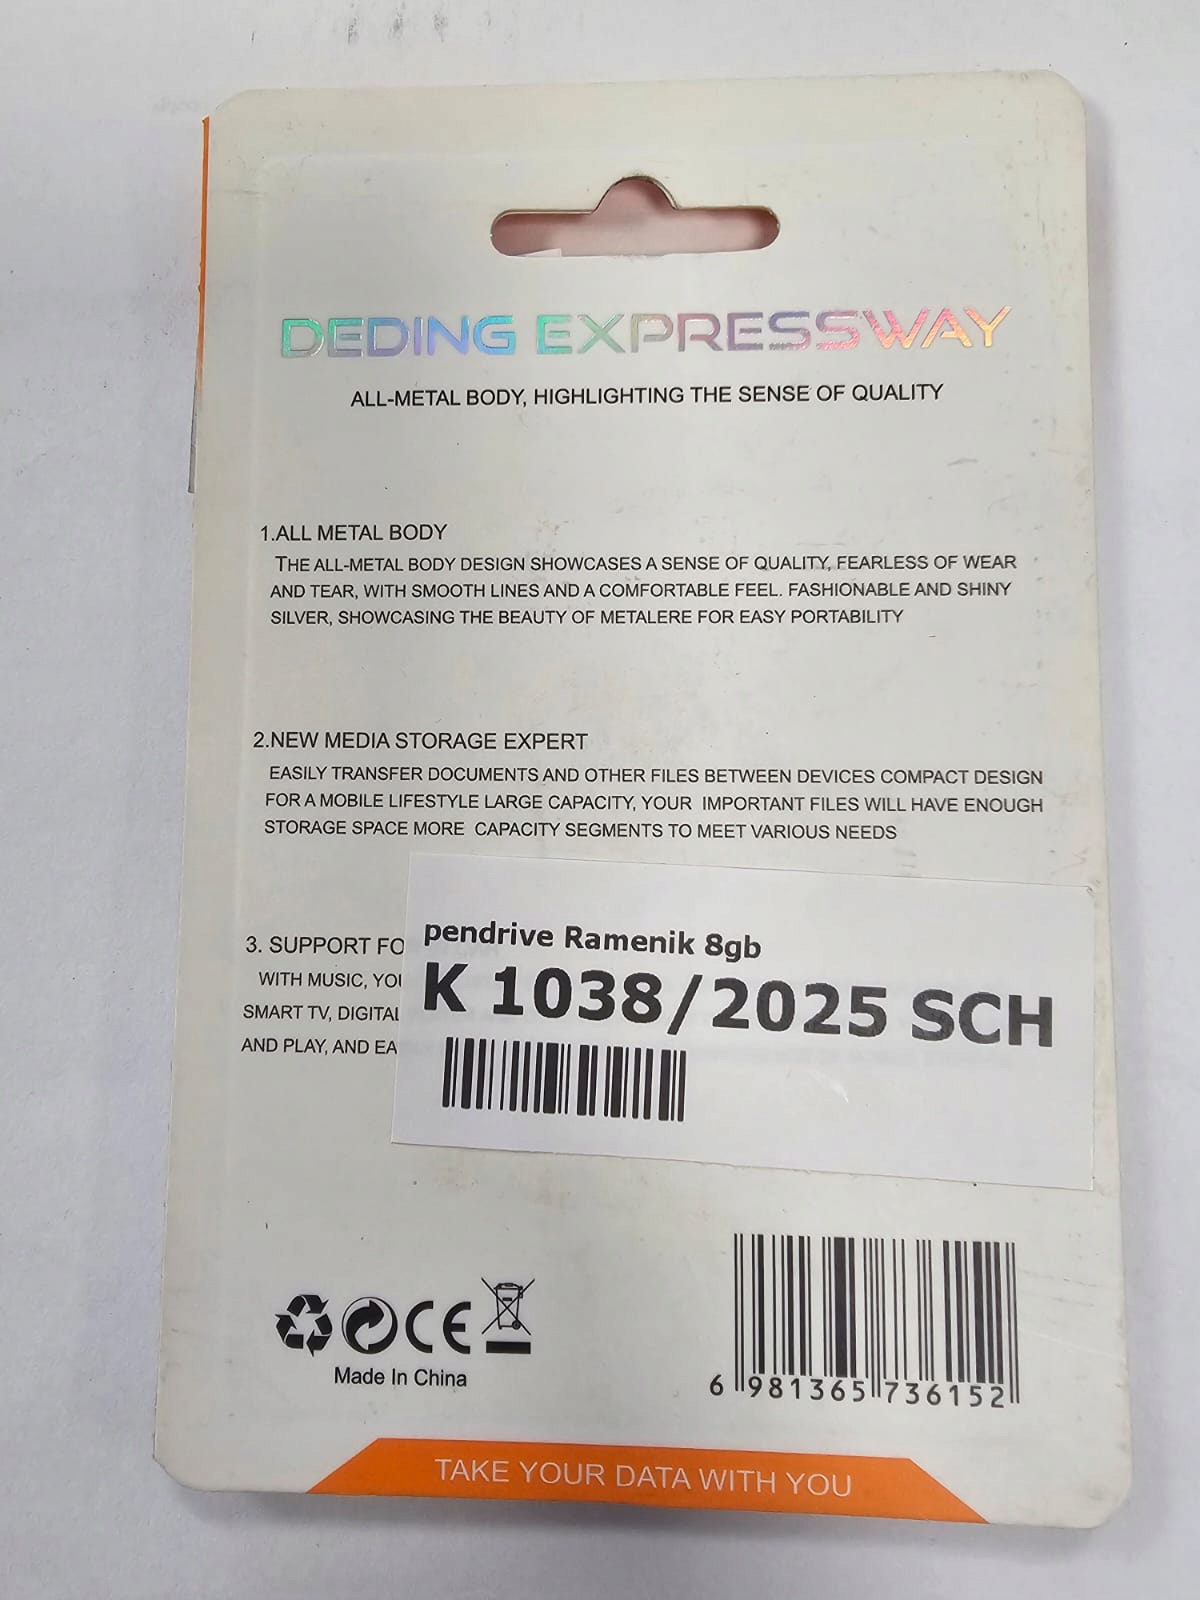 DEDING EXPRESSWAY
ALL-METAL BODY, HIGHLIGHTING THE SENSE OF QUALITY
1.ALL METAL BODY
THE ALL-METAL BODY DESIGN SHOWCASES A SENSE OF QUALITY, FEARLESS OF WEAR
AND TEAR, WITH SMOOTH LINES AND A COMFORTABLE FEEL. FASHIONABLE AND SHINY
SILVER, SHOWCASING THE BEAUTY OF METALERE FOR EASY PORTABILITY
2.NEW MEDIA STORAGE EXPERT
EASILY TRANSFER DOCUMENTS AND OTHER FILES BETWEEN DEVICES COMPACT DESIGN
FOR A MOBILE LIFESTYLE LARGE CAPACITY, YOUR IMPORTANT FILES WILL HAVE ENOUGH
STORAGE SPACE MORE CAPACITY SEGMENTS TO MEET VARIOUS NEEDS
3. SUPPORT
WITH MUSIC,
SMART TV, DIGITAL
AND PLAY, AND
pendrive Ramenik 8gb
K 1038/2025 SCH
CE
Made In China
6 981365 736152
TAKE YOUR DATA WITH YOU